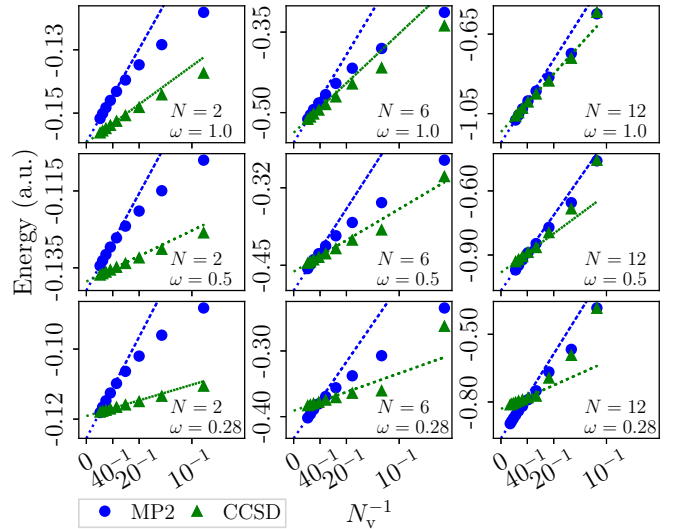 Energy (a.u.)
-0.13
-0.15
N = 2
ω = 1.0
-0.35
-0.50
N = 6
ω = 1.0
-0.65
-1.05
N = 12
ω = 1.0
-0.115
-0.135
N = 2
ω = 0.5
-0.32
-0.45
N = 6
ω = 0.5
-0.60
-0.90
N = 12
ω = 0.5
-0.10
-0.12
N = 2
ω = 0.28
-0.30
-0.40
N = 6
ω = 0.28
-0.50
-0.80
N = 12
ω = 0.28
0 40⁻¹ 20⁻¹ 10⁻¹
0 40⁻¹ 20⁻¹ 10⁻¹
0 40⁻¹ 20⁻¹ 10⁻¹
MP2 CCSD
N_v⁻¹